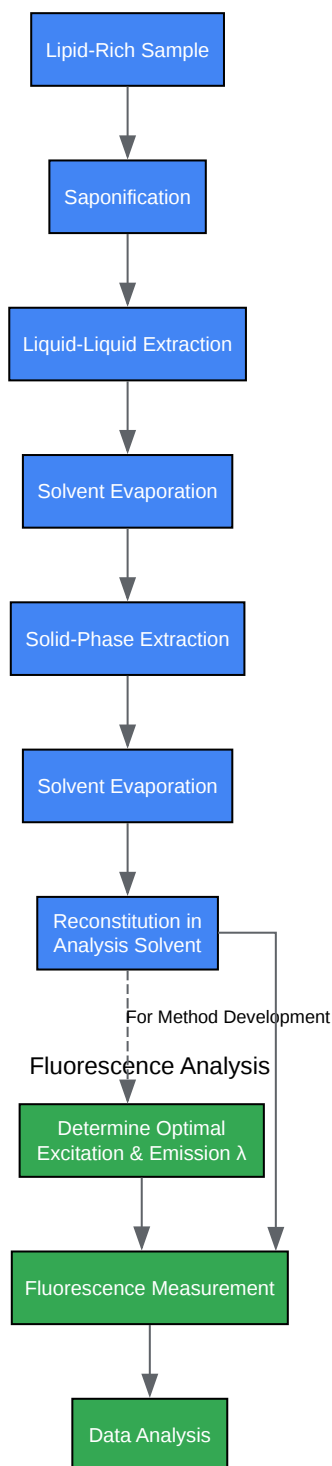 Lipid-Rich Sample
Saponification
Liquid-Liquid Extraction
Solvent Evaporation
Solid-Phase Extraction
Solvent Evaporation
Reconstitution in
Analysis Solvent
For Method Development
Fluorescence Analysis
Determine Optimal
Excitation & Emission λ
Fluorescence Measurement
Data Analysis